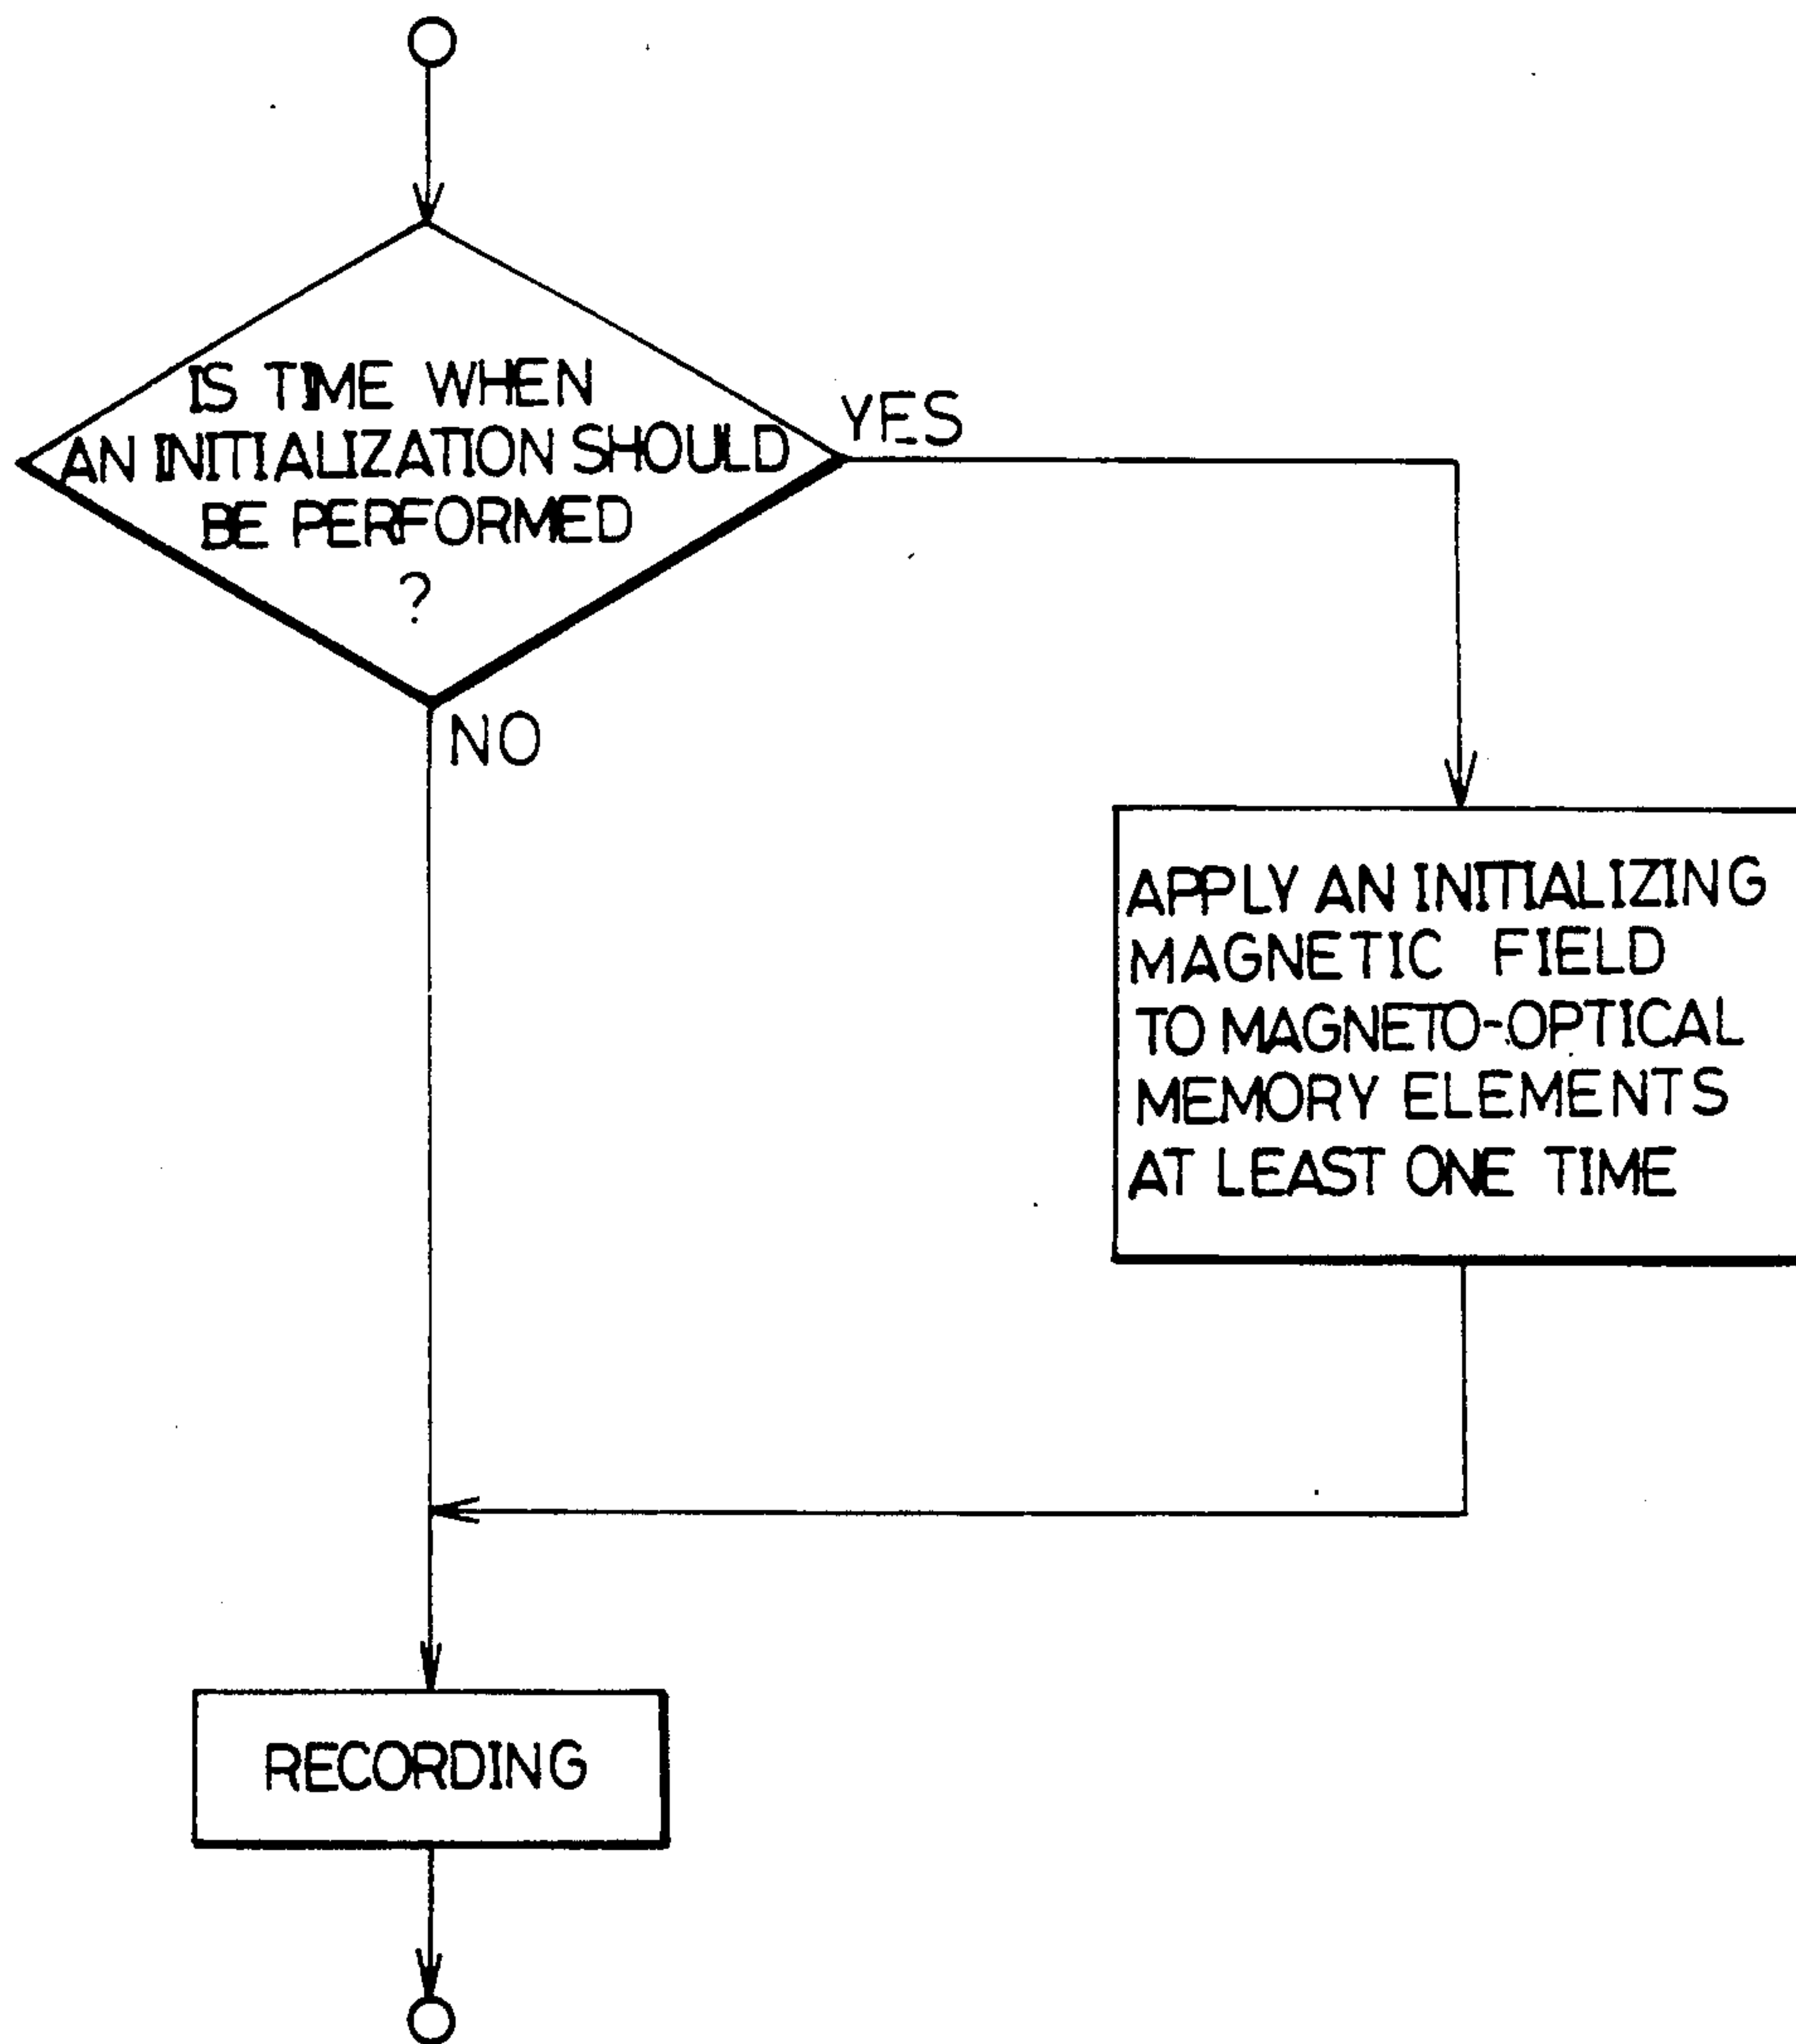 IS TIME WHEN
AN INITIALIZATION SHOULD
BE PERFORMED
?
YES
NO
APPLY AN INITIALIZING
MAGNETIC FIELD
TO MAGNETO-OPTICAL
MEMORY ELEMENTS
AT LEAST ONE TIME
RECORDING